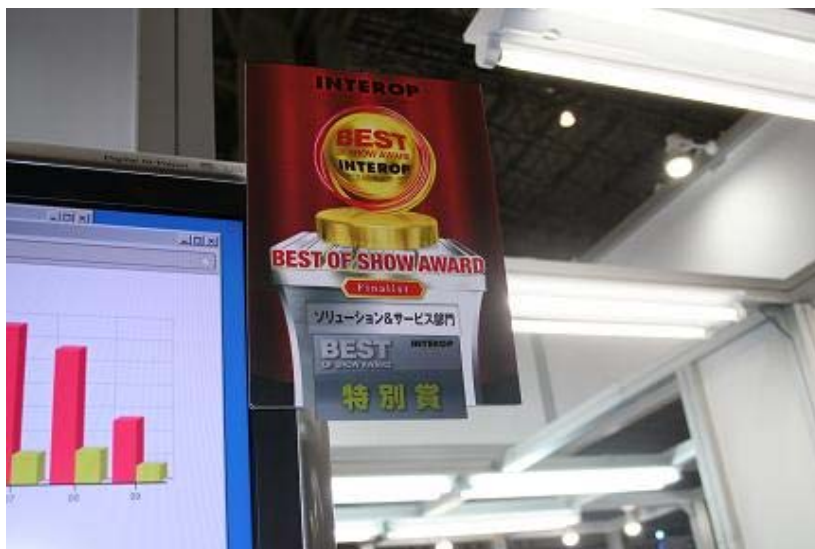 INTEROP
BEST
OF SHOW AWARD
INTEROP
BEST OF SHOW AWARD
Finalist
ソリューション&サービス部門
BEST
OF SHOW AWARD
INTEROP
特別賞